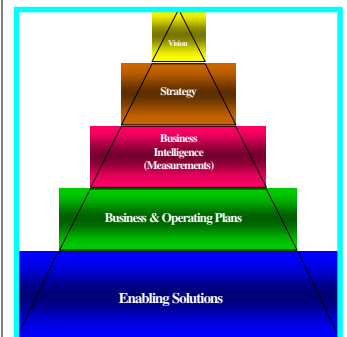 Vision
Strategy
Business
Intelligence
(Measurements)
Business & Operating Plans
Enabling Solutions